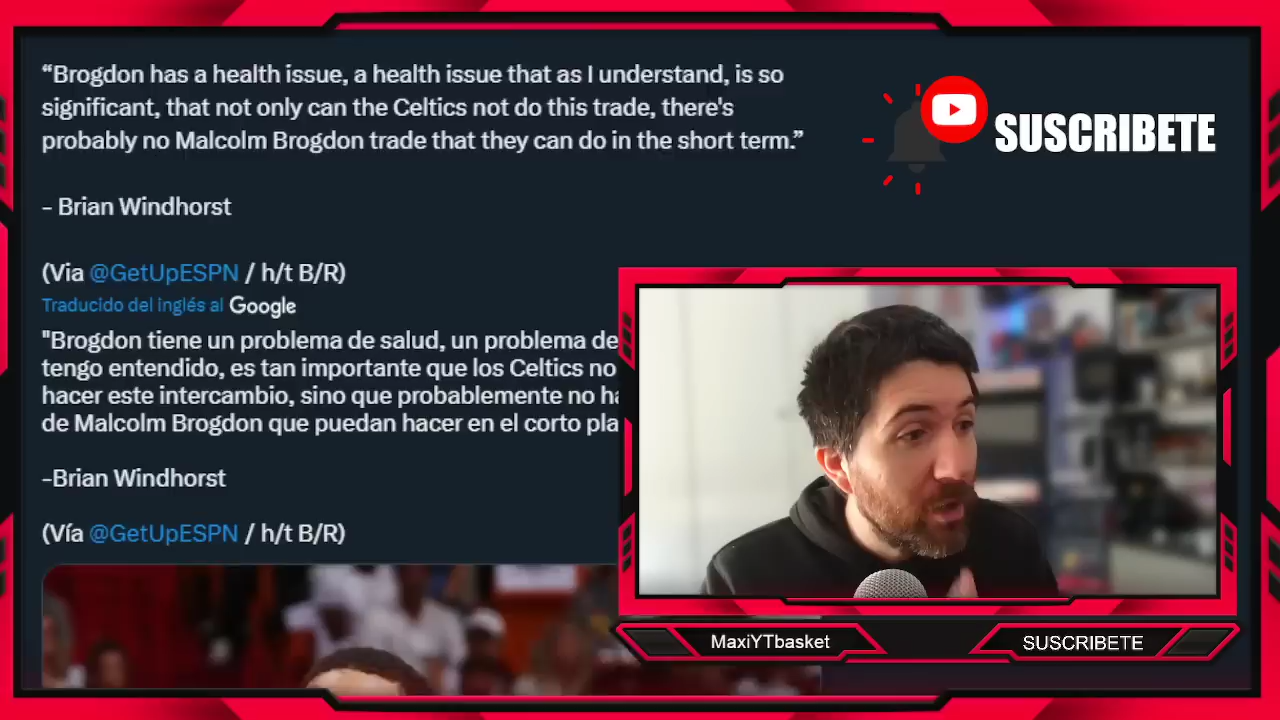 “Brogdon has a health issue, a health issue that as I understand, is so
significant, that not only can the Celtics not do this trade, there's
probably no Malcolm Brogdon trade that they can do in the short term.”
– Brian Windhorst
(Via @GetUpESPN / h/t B/R)
Traducido del inglés al Google
"Brogdon tiene un problema de salud, un problema de
tengo entendido, es tan importante que los Celtics no
hacer este intercambio, sino que probablemente no
de Malcolm Brogdon que puedan hacer en el corto
–Brian Windhorst
(Vía @GetUpESPN / h/t B/R)
SUSCRIBETE
MaxiYTbasket
SUSCRIBETE